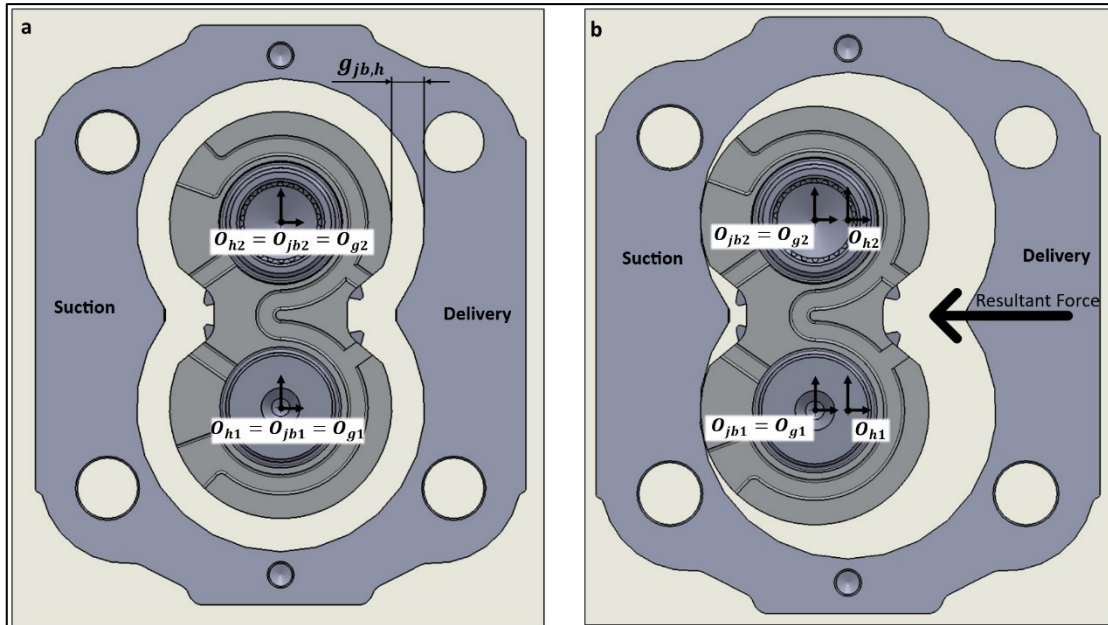 a
g_{jb,h}
O_{h2} = O_{jb2} = O_{g2}
Suction
Delivery
O_{h1} = O_{jb1} = O_{g1}
b
O_{jb2} = O_{g2}
O_{h2}
Suction
Delivery
Resultant Force
O_{jb1} = O_{g1}
O_{h1}